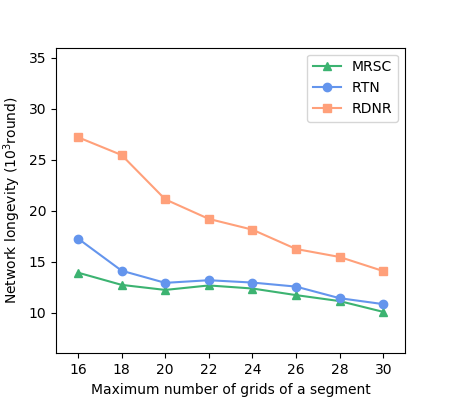 35
30
25
20
15
10
Network longevity (10³round)
MRSC
RTN
RDNR
16 18 20 22 24 26 28 30
Maximum number of grids of a segment